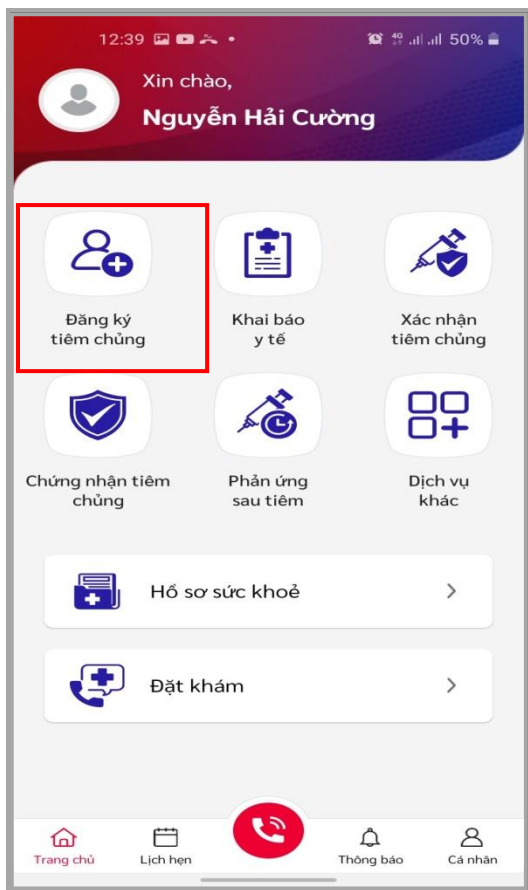 12:39 4G 50%
Xin chào,
Nguyễn Hải Cường
Đăng ký
tiêm chủng
Khai báo
y tế
Xác nhận
tiêm chủng
Chứng nhận tiêm
chủng
Phản ứng
sau tiêm
Dịch vụ
khác
Hồ sơ sức khoẻ
Đặt khám
Trang chủ
Lịch hẹn
Thông báo
Cá nhân